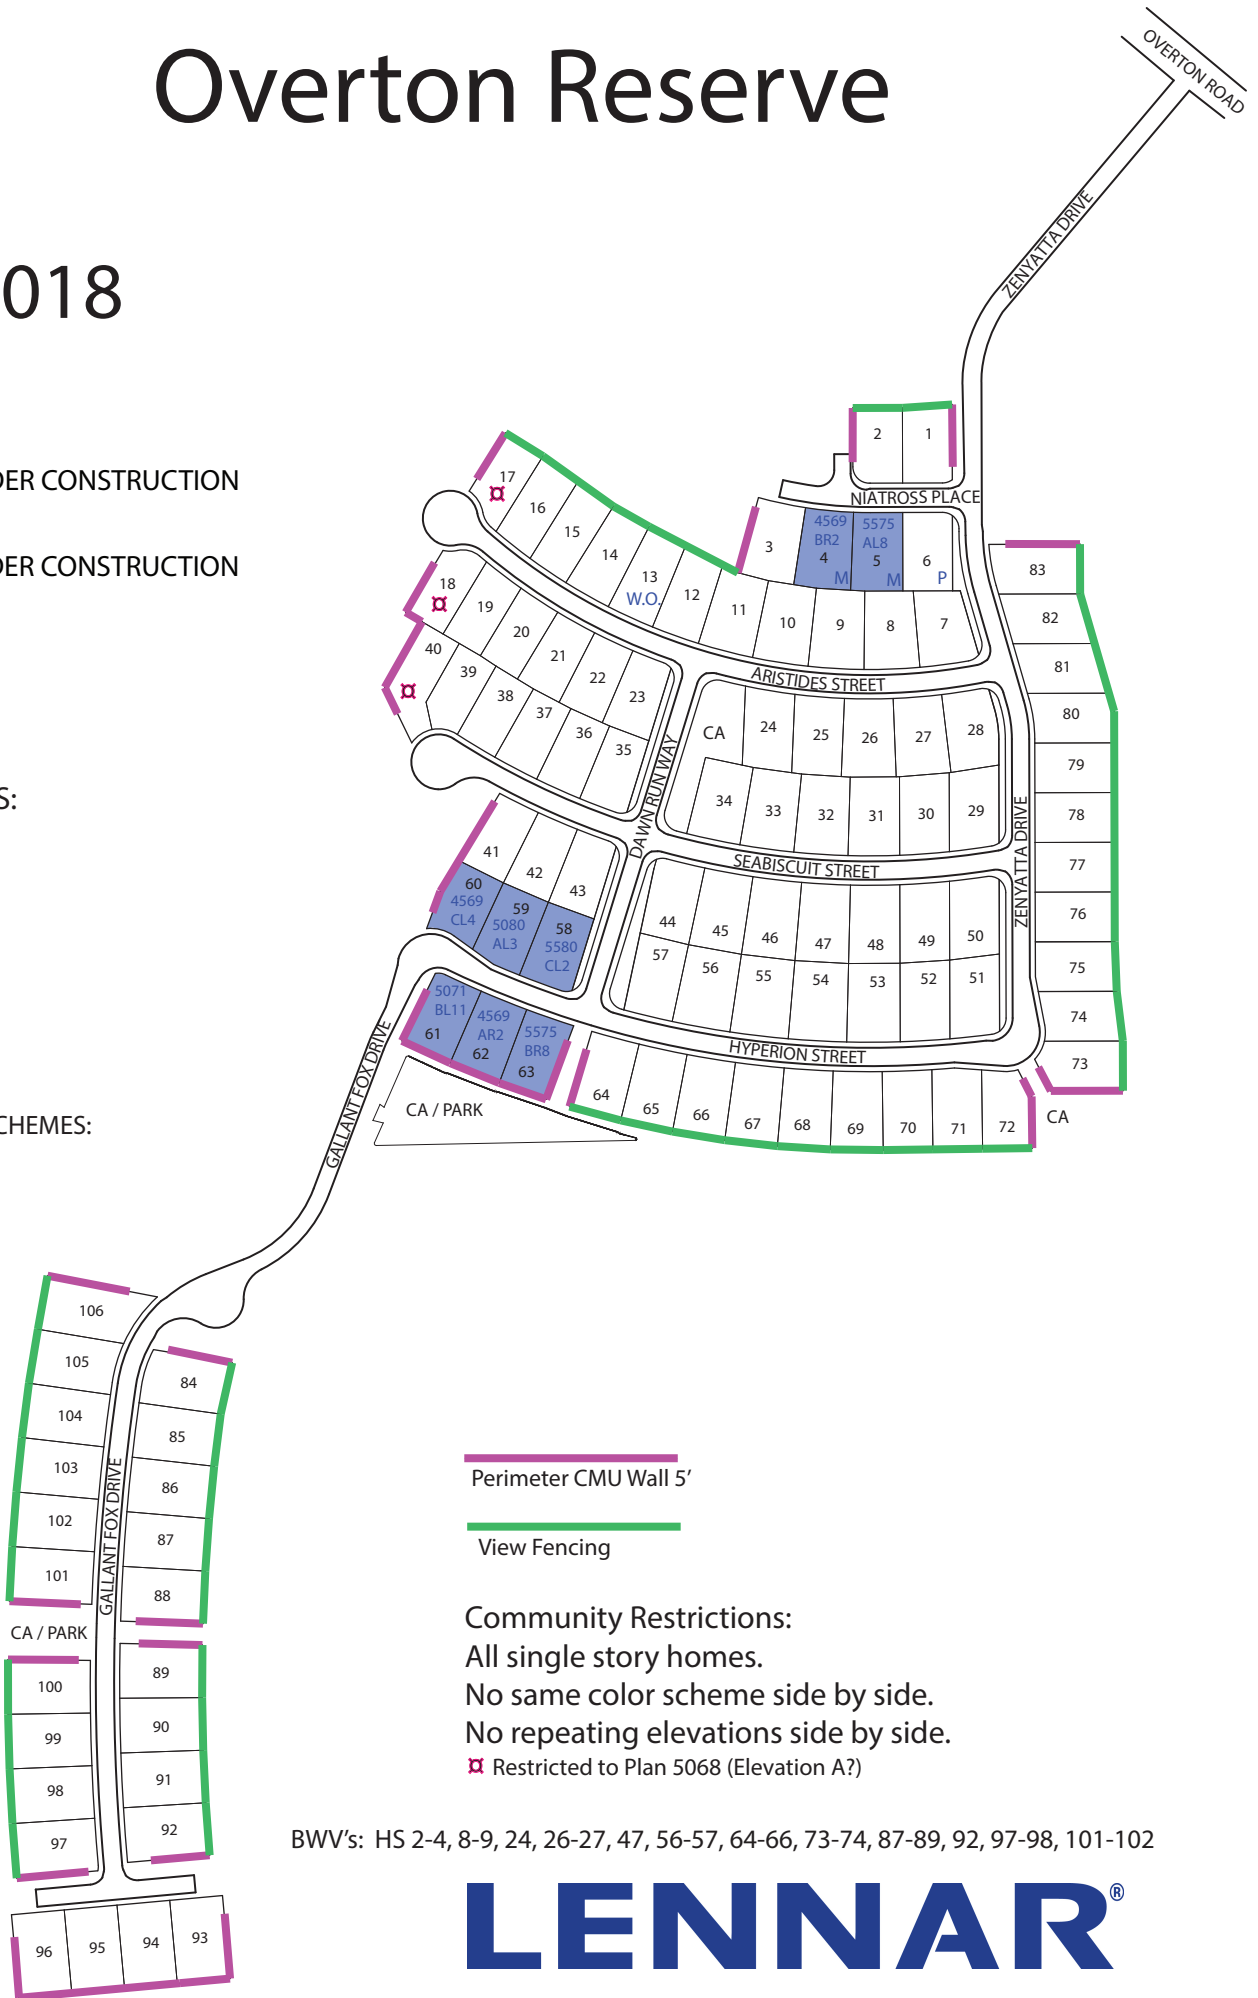 Overton Reserve
OVERTON ROAD
ZENYATTA DRIVE
018
2
1
DER CONSTRUCTION
17
16
15
14
13
W.O.
12
11
NIATROSS PLACE
3
4569
BR2
4
M
5575
AL8
5
M
6
P
10
9
8
7
83
82
81
80
79
78
77
76
75
74
73
DER CONSTRUCTION
18
19
20
21
22
23
40
39
38
37
36
35
ARISTIDES STREET
CA
24
25
26
27
28
34
33
32
31
30
29
DAWN RUN WAY
ZENYATTA DRIVE
S:
SEABISCUIT STREET
41
42
43
60
4569
CL4
59
5080
AL3
58
5580
CL2
44
45
46
47
48
49
50
57
56
55
54
53
52
51
5071
BL11
61
4569
AR2
62
5575
BR8
63
HYPERION STREET
GALLANT FOX DRIVE
CA / PARK
64
65
66
67
68
69
70
71
72
CA
CHEMES:
106
105
104
103
102
101
84
85
86
87
88
GALLANT FOX DRIVE
CA / PARK
100
99
98
97
89
90
91
92
96
95
94
93
Perimeter CMU Wall 5’
View Fencing
Community Restrictions:
All single story homes.
No same color scheme side by side.
No repeating elevations side by side.
Restricted to Plan 5068 (Elevation A?)
BWV's: HS 2-4, 8-9, 24, 26-27, 47, 56-57, 64-66, 73-74, 87-89, 92, 97-98, 101-102
LENNAR®